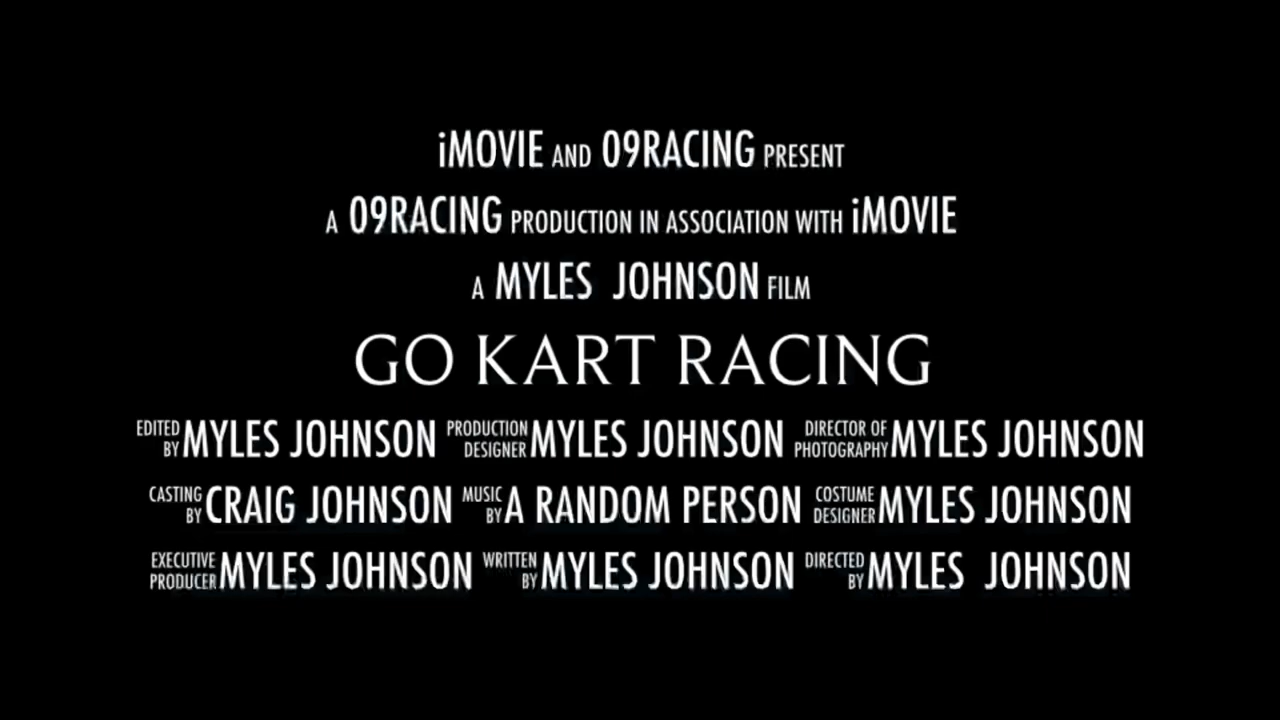 iMOVIE AND 09RACING PRESENT
A 09RACING PRODUCTION IN ASSOCIATION WITH iMOVIE
A MYLES JOHNSON FILM
GO KART RACING
EDITED BY MYLES JOHNSON PRODUCTION DESIGNER MYLES JOHNSON DIRECTOR OF PHOTOGRAPHY MYLES JOHNSON
CASTING BY CRAIG JOHNSON MUSIC BY A RANDOM PERSON COSTUME DESIGNER MYLES JOHNSON
EXECUTIVE PRODUCER MYLES JOHNSON WRITTEN BY MYLES JOHNSON DIRECTED BY MYLES JOHNSON